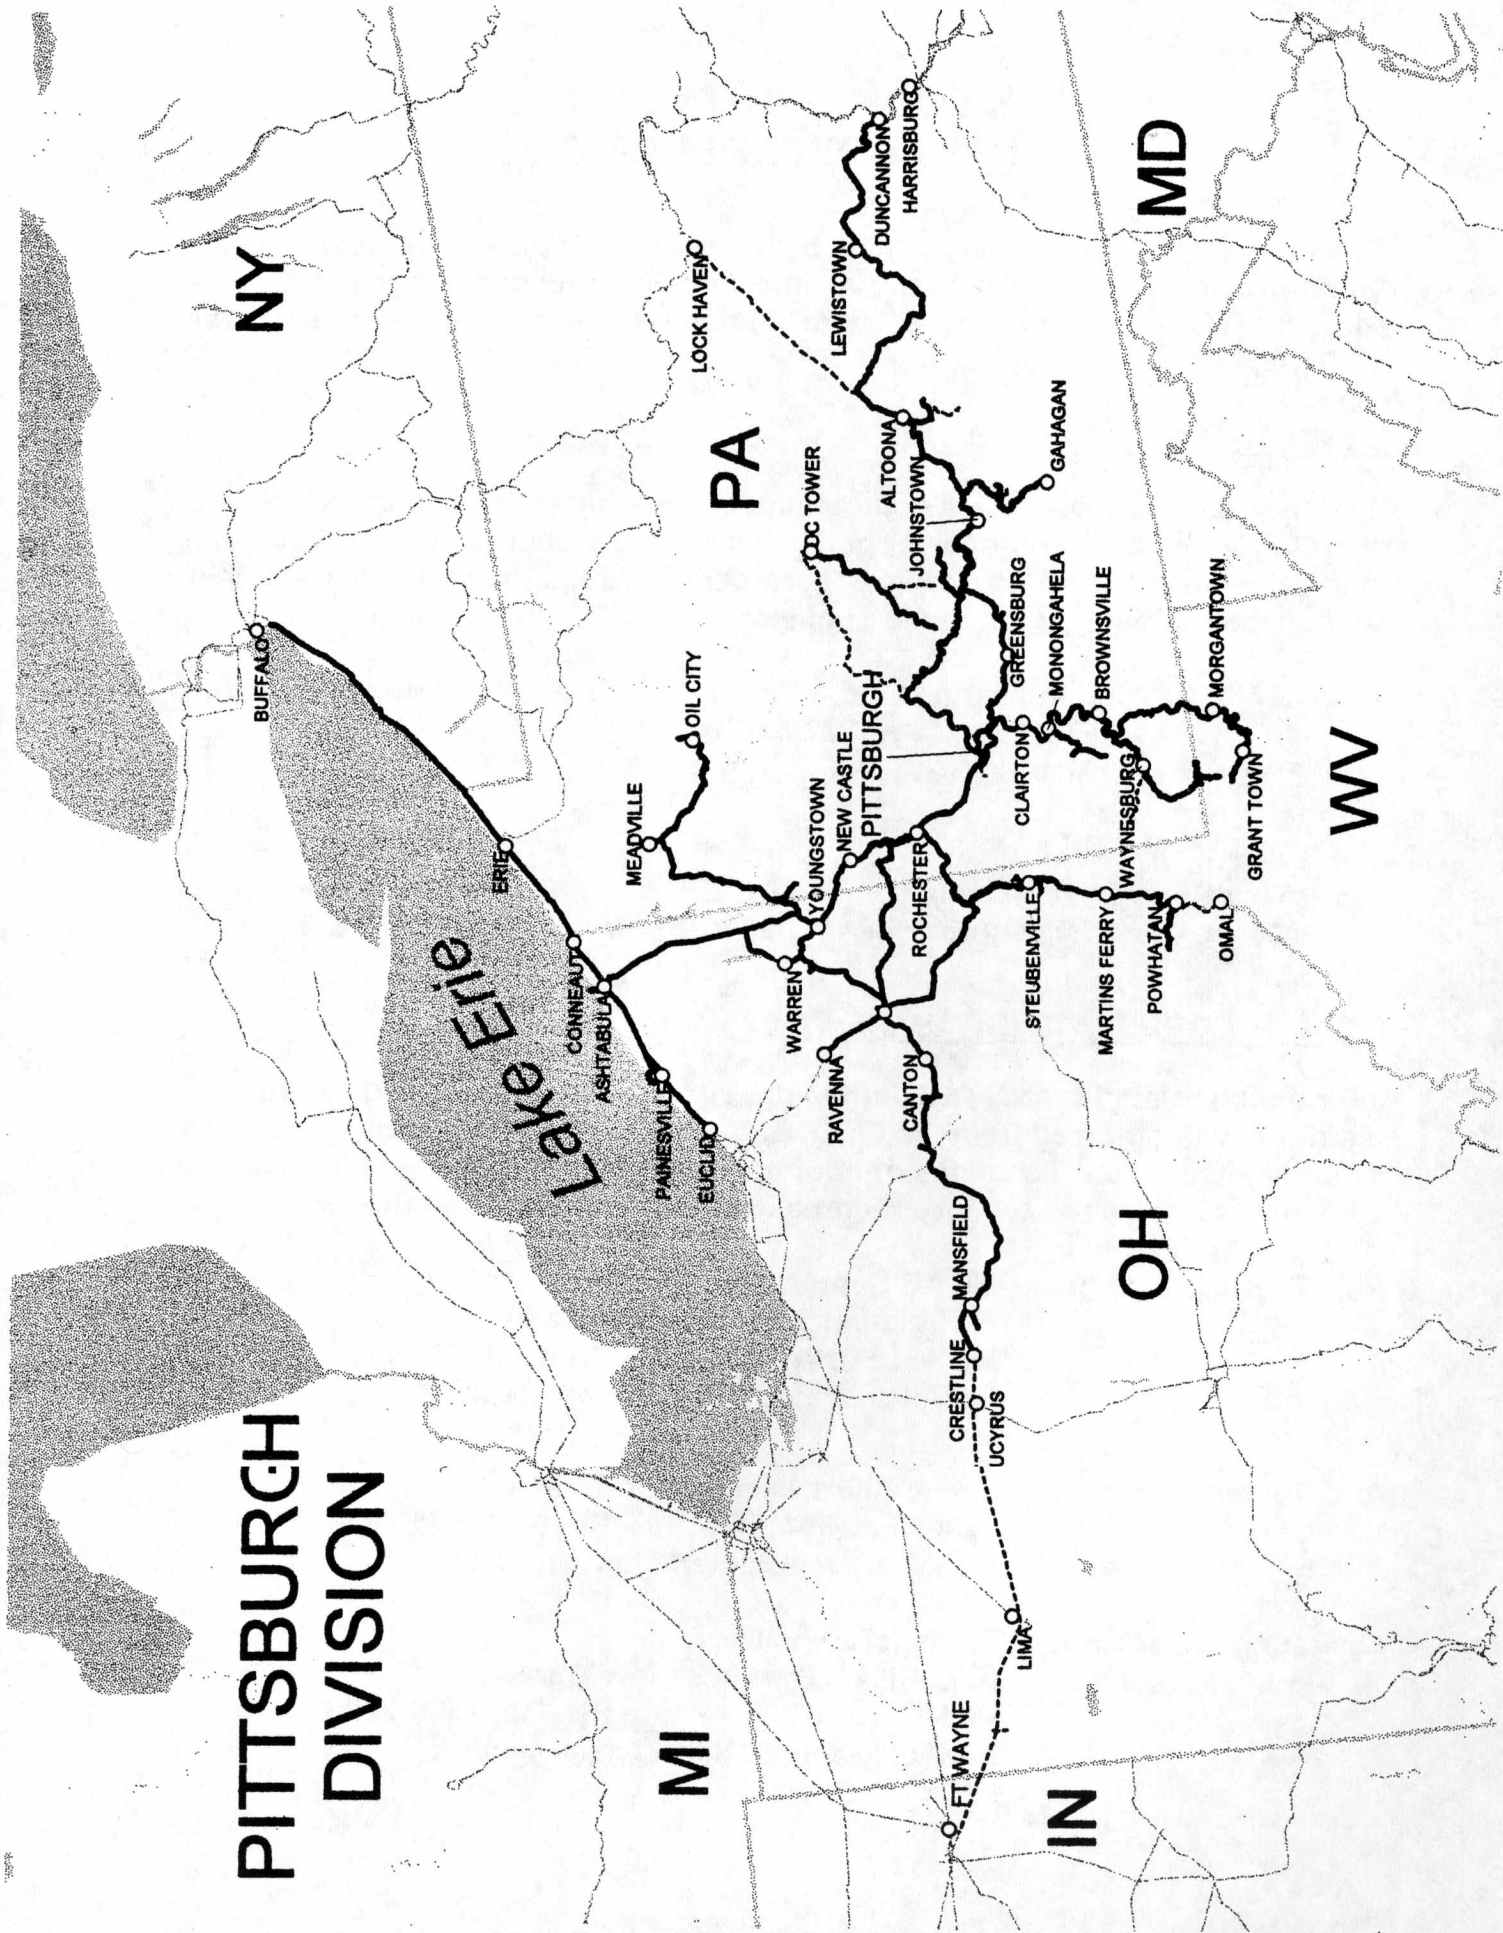 PITTSBURGH
DIVISION
NY
BUFFALO
ERIE
Lake Erie
CONNEAUT
ASHTABULA
PAINESVILLE
EUCLID
MI
MEADVILLE
OIL CITY
LOCK HAVEN
PA
YOUNGSTOWN
NEW CASTLE
PITTSBURGH
WARREN
RAVENNA
DC TOWER
LEWISTOWN
DUNCANNON
HARRISBURG
ALTOONA
JOHNSTOWN
ROCHESTER
CANTON
MANSFIELD
CRESTLINE
UCYRUS
LIMA
FT WAYNE
IN
OH
GREENSBURG
GAHAGAN
MONONGAHELA
CLAIRTON
BROWNSVILLE
WAYNESBURG
MORGANTOWN
GRANT TOWN
STEUBENVILLE
MARTINS FERRY
POWHATAN
OMAL
MD
WV